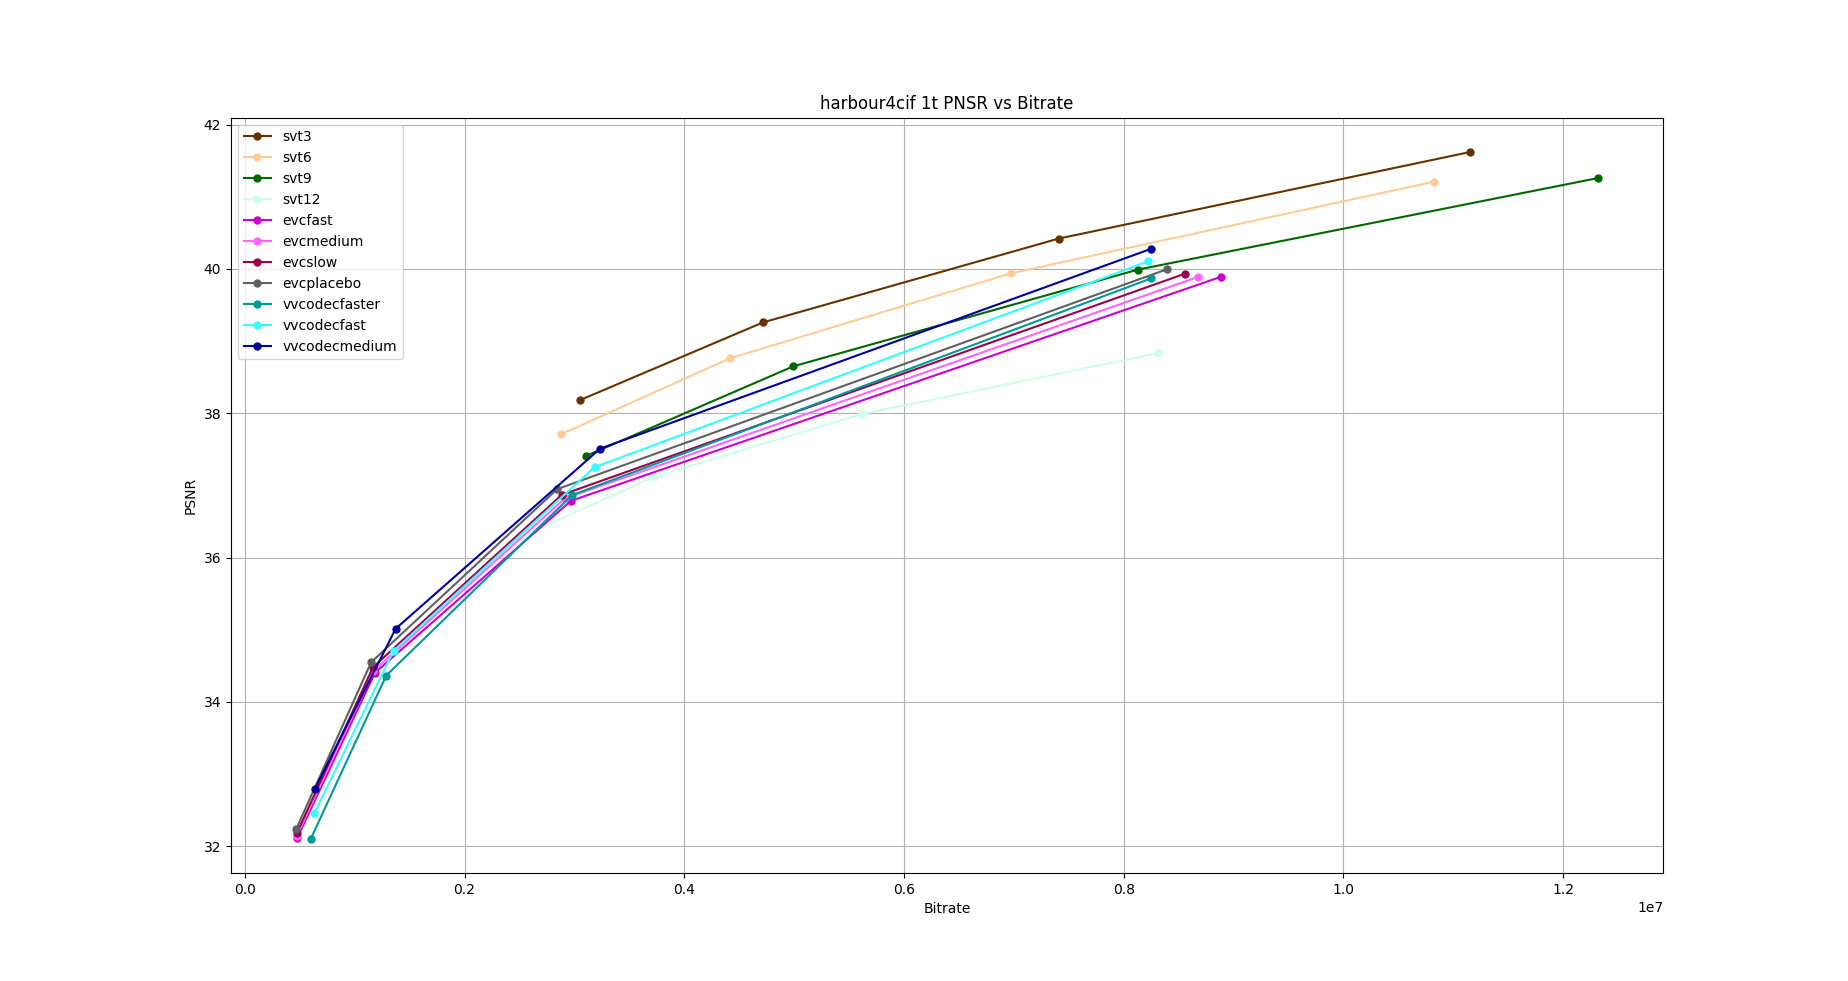 harbour4cif 1t PNSR vs Bitrate
42
40
38
36
34
32
PSNR
svt3
svt6
svt9
svt12
evcfast
evcmedium
evcslow
evcplacebo
vvcodecfaster
vvcodecfast
vvcodecmedium
0.0 0.2 0.4 0.6 0.8 1.0 1.2
Bitrate
1e7